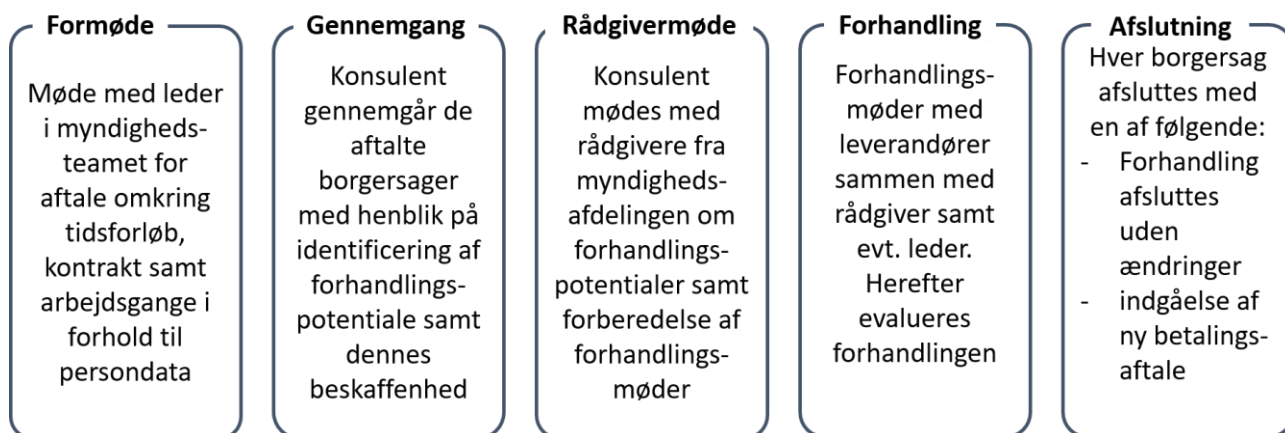 Formøde
Møde med leder
i myndigheds-
teamet for
aftale omkring
tidsforløb,
kontrakt samt
arbejdsgange i
forhold til
persondata
Gennemgang
Konsulent
gennemgår de
aftalte
borgersager
med henblik på
identificering af
forhandlings-
potentiale samt
dennes
beskaffenhed
Rådgivermøde
Konsulent
mødes med
rådgivere fra
myndigheds-
afdelingen om
forhandlings-
potentialer samt
forberedelse af
forhandlings-
møder
Forhandling
Forhandlings-
møder med
leverandører
sammen med
rådgiver samt
evt. leder.
Herefter
evalueres
forhandlingen
Afslutning
Hver borgersag
afsluttes med
en af følgende:
- Forhandling
afsluttes
uden
ændringer
- indgåelse af
ny betalings-
aftale